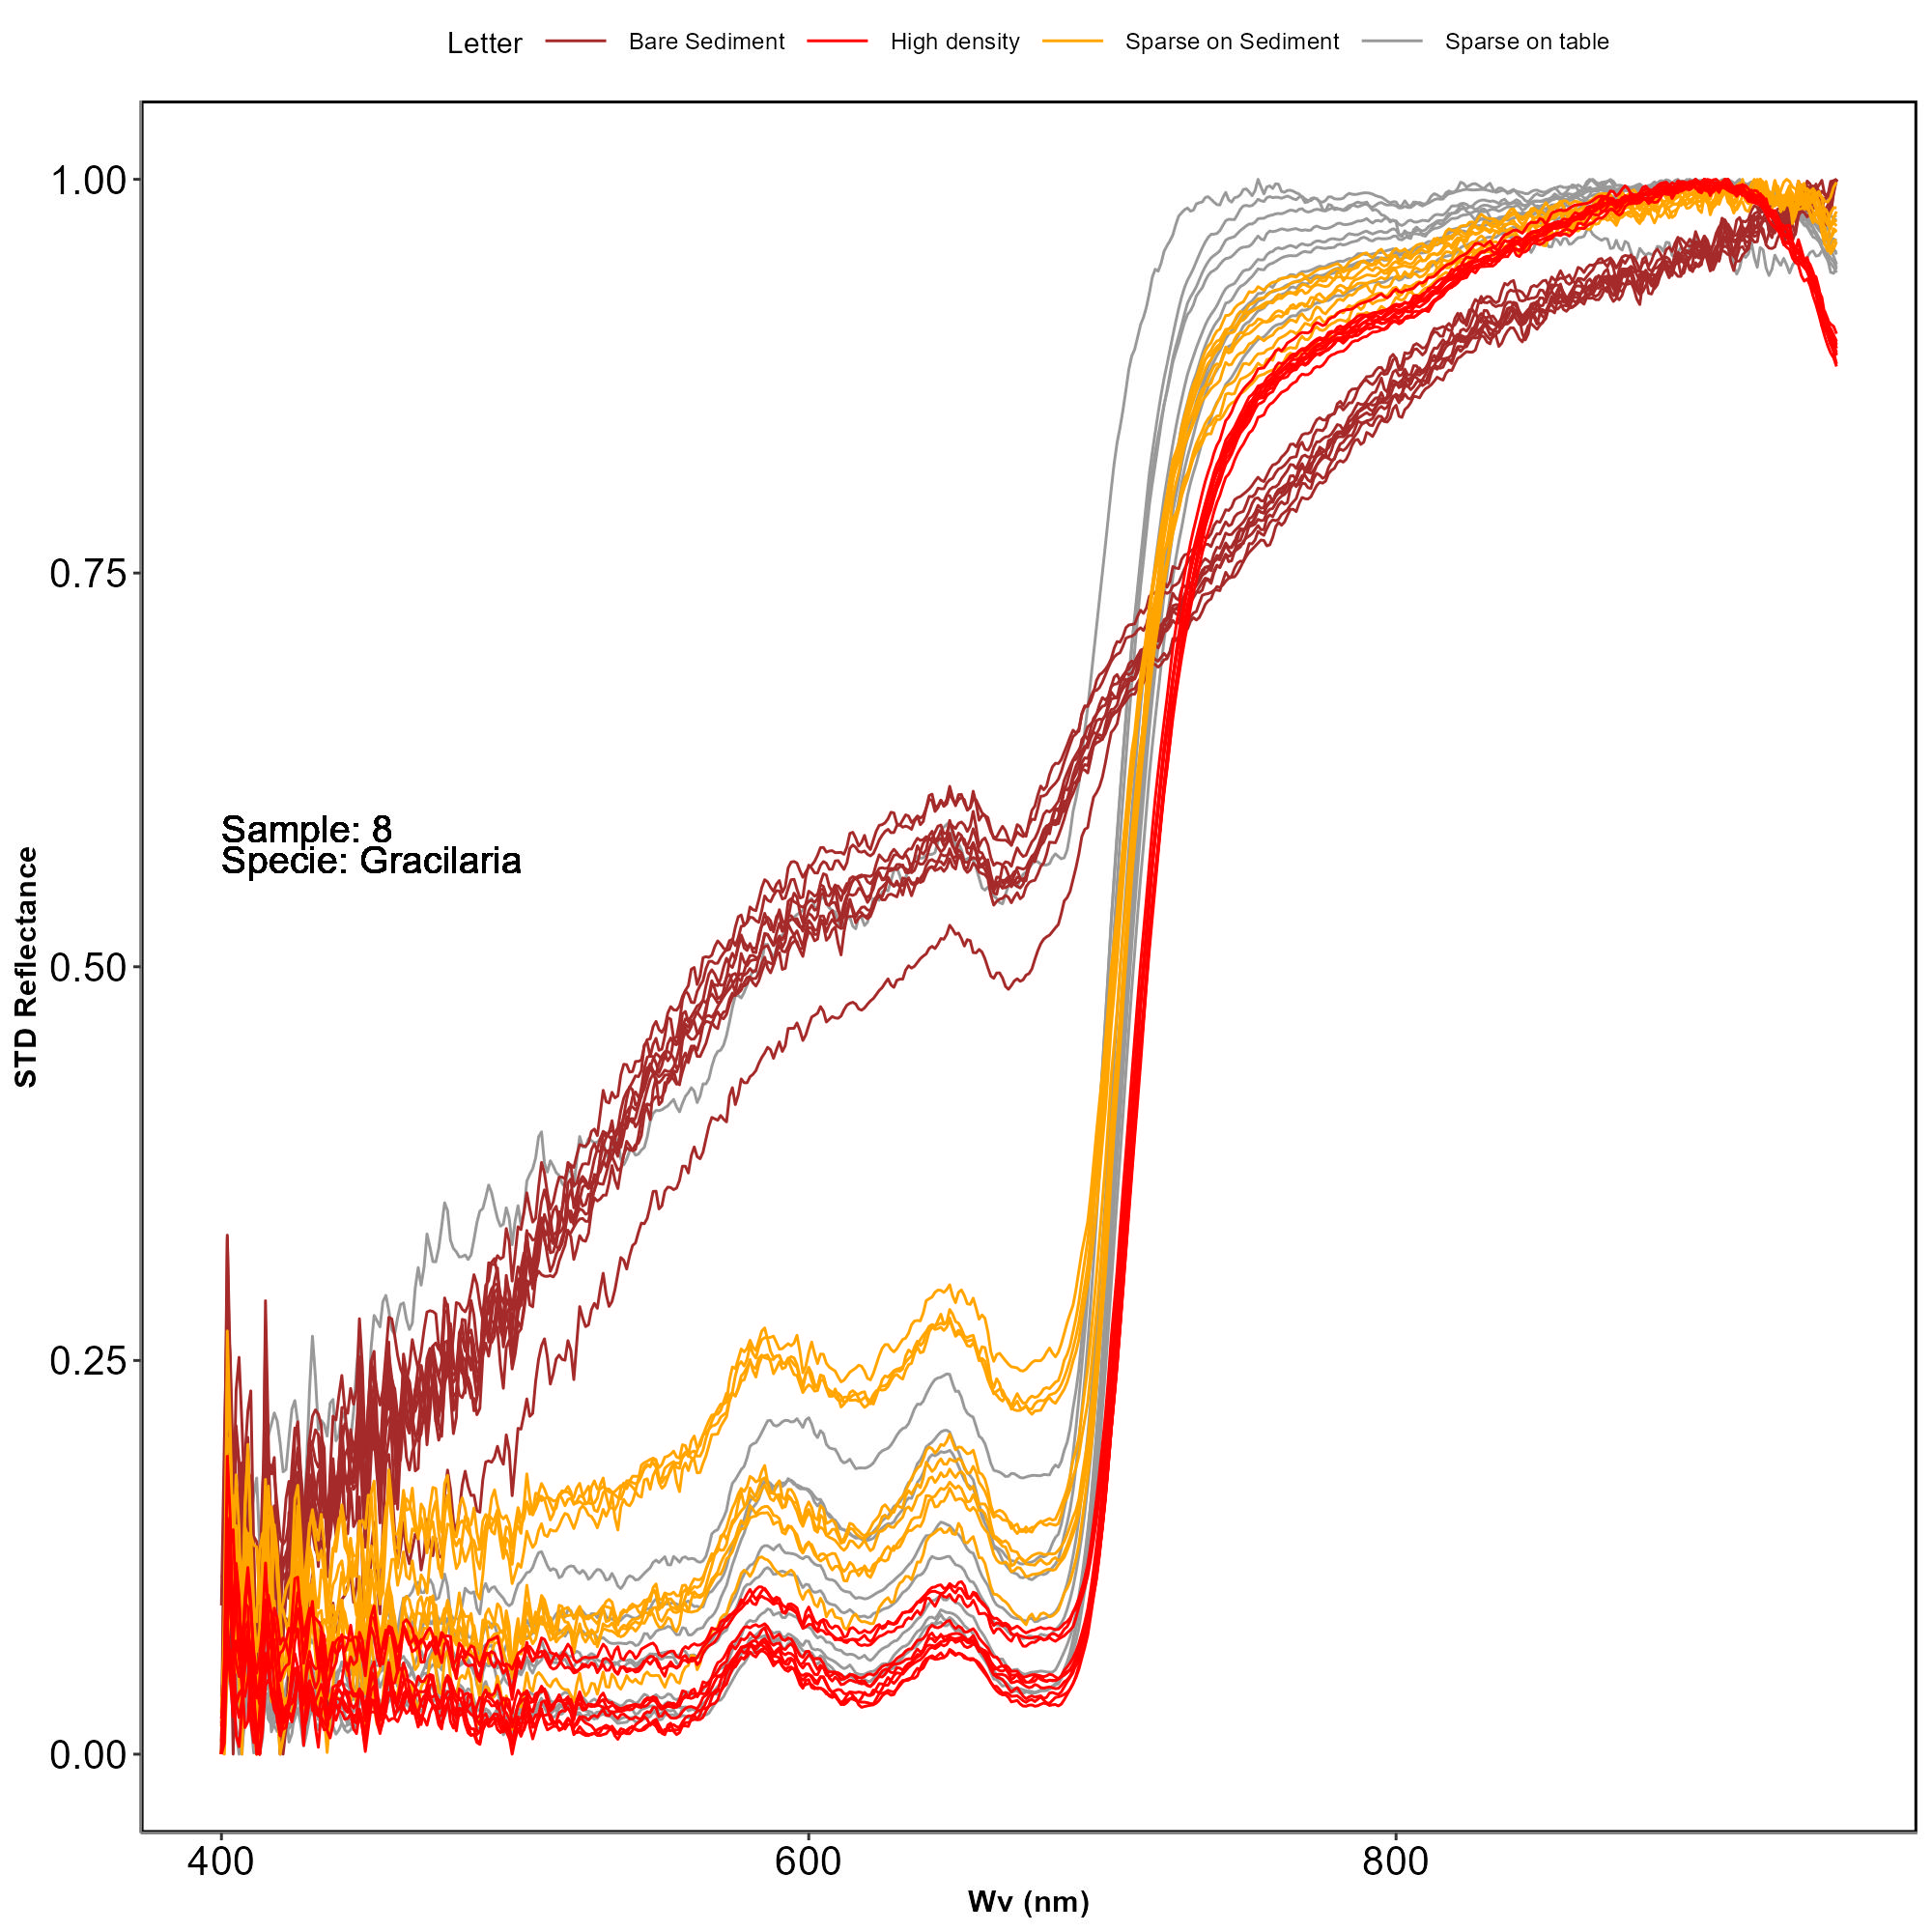 Letter Bare Sediment High density Sparse on Sediment Sparse on table
1.00
0.75
Sample: 8
Specie: Gracilaria
STD Reflectance
0.50
0.25
0.00
400 600 800
Wv (nm)